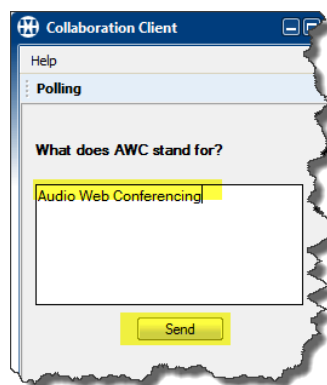 Collaboration Client
Help
Polling
What does AWC stand for?
Audio Web Conferencing
Send